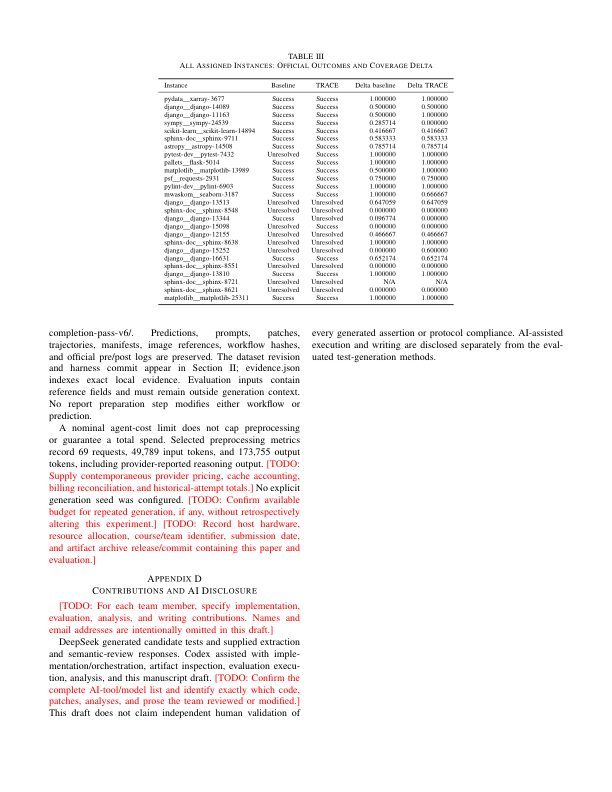 TABLE III
ALL ASSIGNED INSTANCES: OFFICIAL OUTCOMES AND COVERAGE DELTA
Instance Baseline TRACE Delta baseline Delta TRACE
pydata__xarray-3677 Success Success 1.000000 1.000000
django__django-14089 Success Success 0.500000 0.500000
django__django-11163 Success Success 0.500000 1.000000
sympy__sympy-24539 Success Success 0.285714 0.000000
scikit-learn__scikit-learn-14894 Success Success 0.416667 0.416667
sphinx-doc__sphinx-9711 Success Success 0.583333 0.583333
astropy__astropy-14508 Success Success 0.785714 0.785714
pytest-dev__pytest-7432 Unresolved Success 1.000000 1.000000
pallets__flask-5014 Success Success 1.000000 1.000000
matplotlib__matplotlib-13989 Success Success 0.500000 1.000000
psf__requests-2931 Success Success 0.750000 0.750000
pylint-dev__pylint-6903 Success Success 1.000000 1.000000
mwaskom__seaborn-3187 Success Success 1.000000 0.666667
django__django-13513 Unresolved Unresolved 0.647059 0.647059
sphinx-doc__sphinx-8548 Unresolved Unresolved 0.000000 0.000000
django__django-13344 Success Unresolved 0.096774 0.000000
django__django-15098 Unresolved Unresolved 0.000000 0.000000
django__django-12155 Unresolved Unresolved 0.466667 0.466667
sphinx-doc__sphinx-8638 Unresolved Unresolved 1.000000 1.000000
django__django-15252 Unresolved Unresolved 0.000000 0.600000
django__django-16631 Success Success 0.652174 0.652174
sphinx-doc__sphinx-8551 Unresolved Unresolved 0.000000 0.000000
django__django-13810 Success Success 1.000000 1.000000
sphinx-doc__sphinx-8721 Unresolved Unresolved N/A N/A
sphinx-doc__sphinx-8621 Unresolved Unresolved 0.000000 0.000000
matplotlib__matplotlib-25311 Success Success 1.000000 1.000000
completion-pass-v6/. Predictions, prompts, patches,
trajectories, manifests, image references, workflow hashes,
and official pre/post logs are preserved. The dataset revision
and harness commit appear in Section II; evidence.json
indexes exact local evidence. Evaluation inputs contain
reference fields and must remain outside generation context.
No report preparation step modifies either workflow or
prediction.
A nominal agent-cost limit does not cap preprocessing
or guarantee a total spend. Selected preprocessing metrics
record 69 requests, 49,789 input tokens, and 173,755 output
tokens, including provider-reported reasoning output. [TODO:
Supply contemporaneous provider pricing, cache accounting,
billing reconciliation, and historical-attempt totals.] No explicit
generation seed was configured. [TODO: Confirm available
budget for repeated generation, if any, without retrospectively
altering this experiment.] [TODO: Record host hardware,
resource allocation, course/team identifier, submission date,
and artifact archive release/commit containing this paper and
evaluation.]
APPENDIX D
CONTRIBUTIONS AND AI DISCLOSURE
[TODO: For each team member, specify implementation,
evaluation, analysis, and writing contributions. Names and
email addresses are intentionally omitted in this draft.]
DeepSeek generated candidate tests and supplied extraction
and semantic-review responses. Codex assisted with imple-
mentation/orchestration, artifact inspection, evaluation execu-
tion, analysis, and this manuscript draft. [TODO: Confirm the
complete AI-tool/model list and identify exactly which code,
patches, analyses, and prose the team reviewed or modified.]
This draft does not claim independent human validation of
every generated assertion or protocol compliance. AI-assisted
execution and writing are disclosed separately from the eval-
uated test-generation methods.